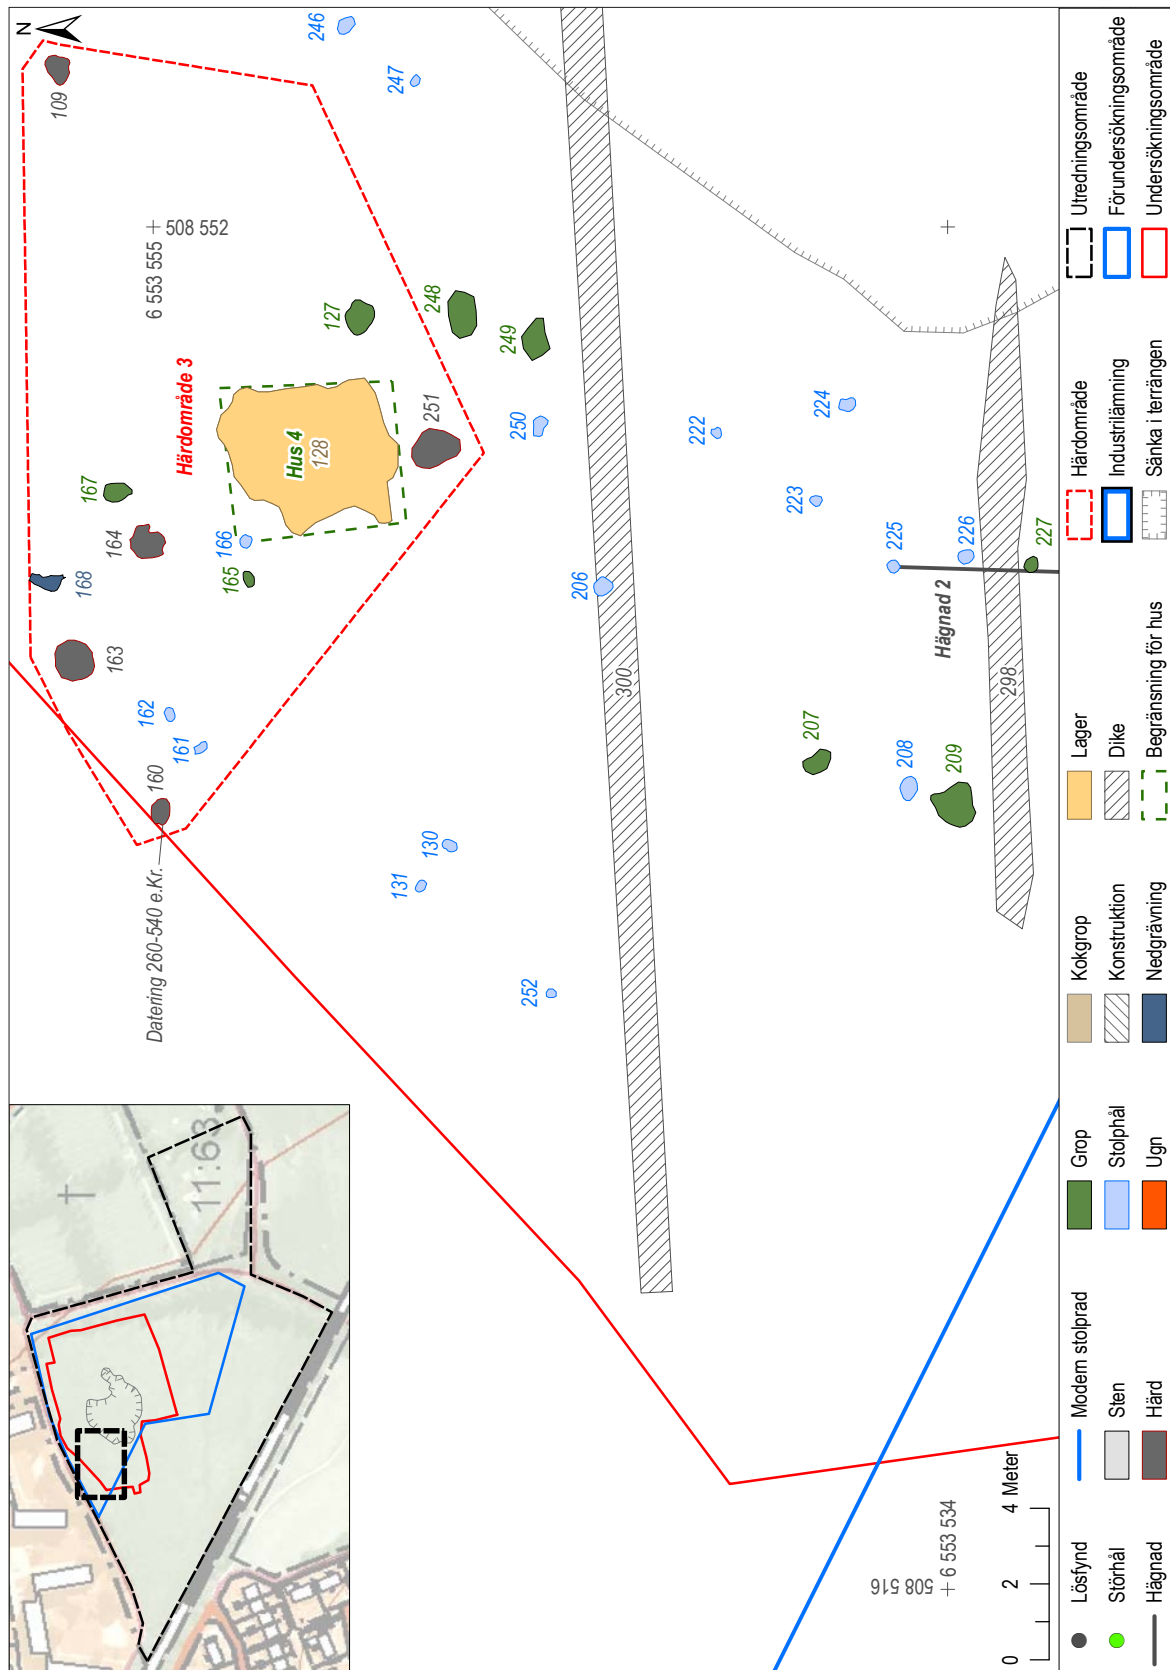 N
246
247
109
6 553 555
508 552
127
248
249
Härdområde 3
Hus 4
128
251
250
167
164
168
163
166
165
162
161
160
Datering 260-540 e.Kr.
206
222
223
224
225
226
227
Hägnad 2
300
298
207
208
209
130
131
252
11:63
508 516
6 553 534
0 2 4 Meter
Lösfynd
Störhål
Hägnad
Modern stolprad
Sten
Härd
Grop
Stolphål
Ugn
Kokgrop
Konstruktion
Nedgrävning
Lager
Dike
Begränsning för hus
Härdområde
Industrilämning
Sänka i terrängen
Utredningsområde
Förundersökningsområde
Undersökningsområde